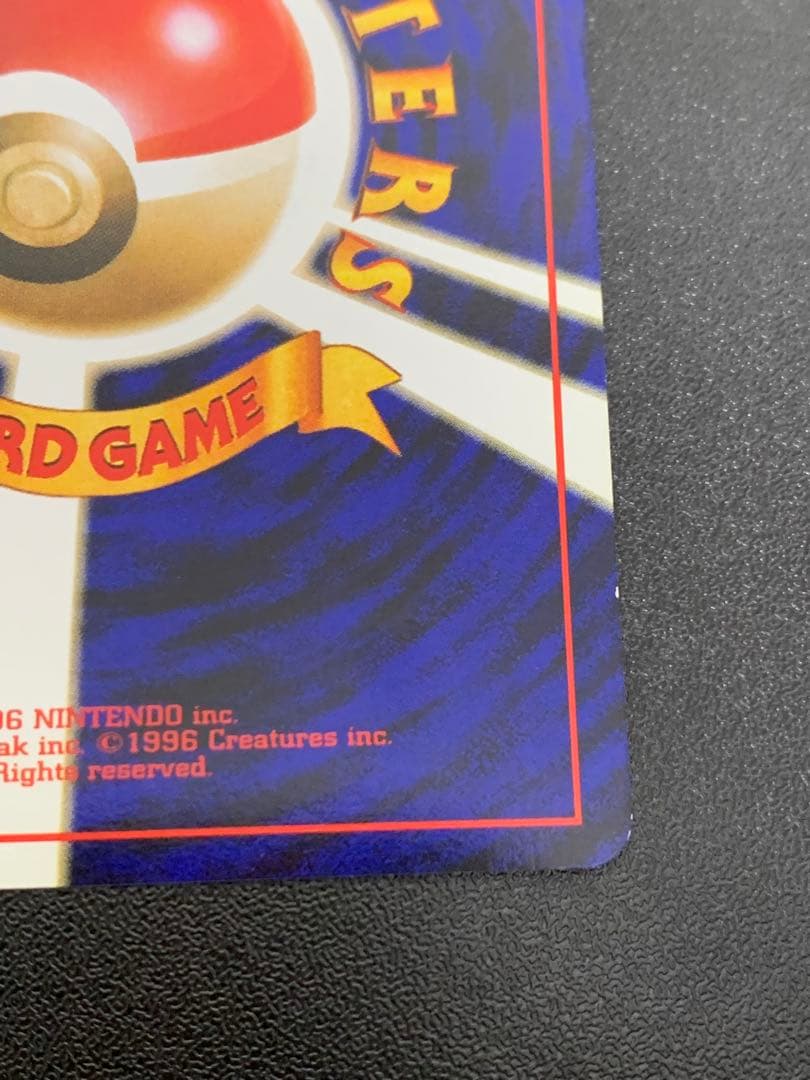 TERS
RD GAME
96 NINTENDO inc.
ak inc. ©1996 Creatures inc.
Rights reserved.